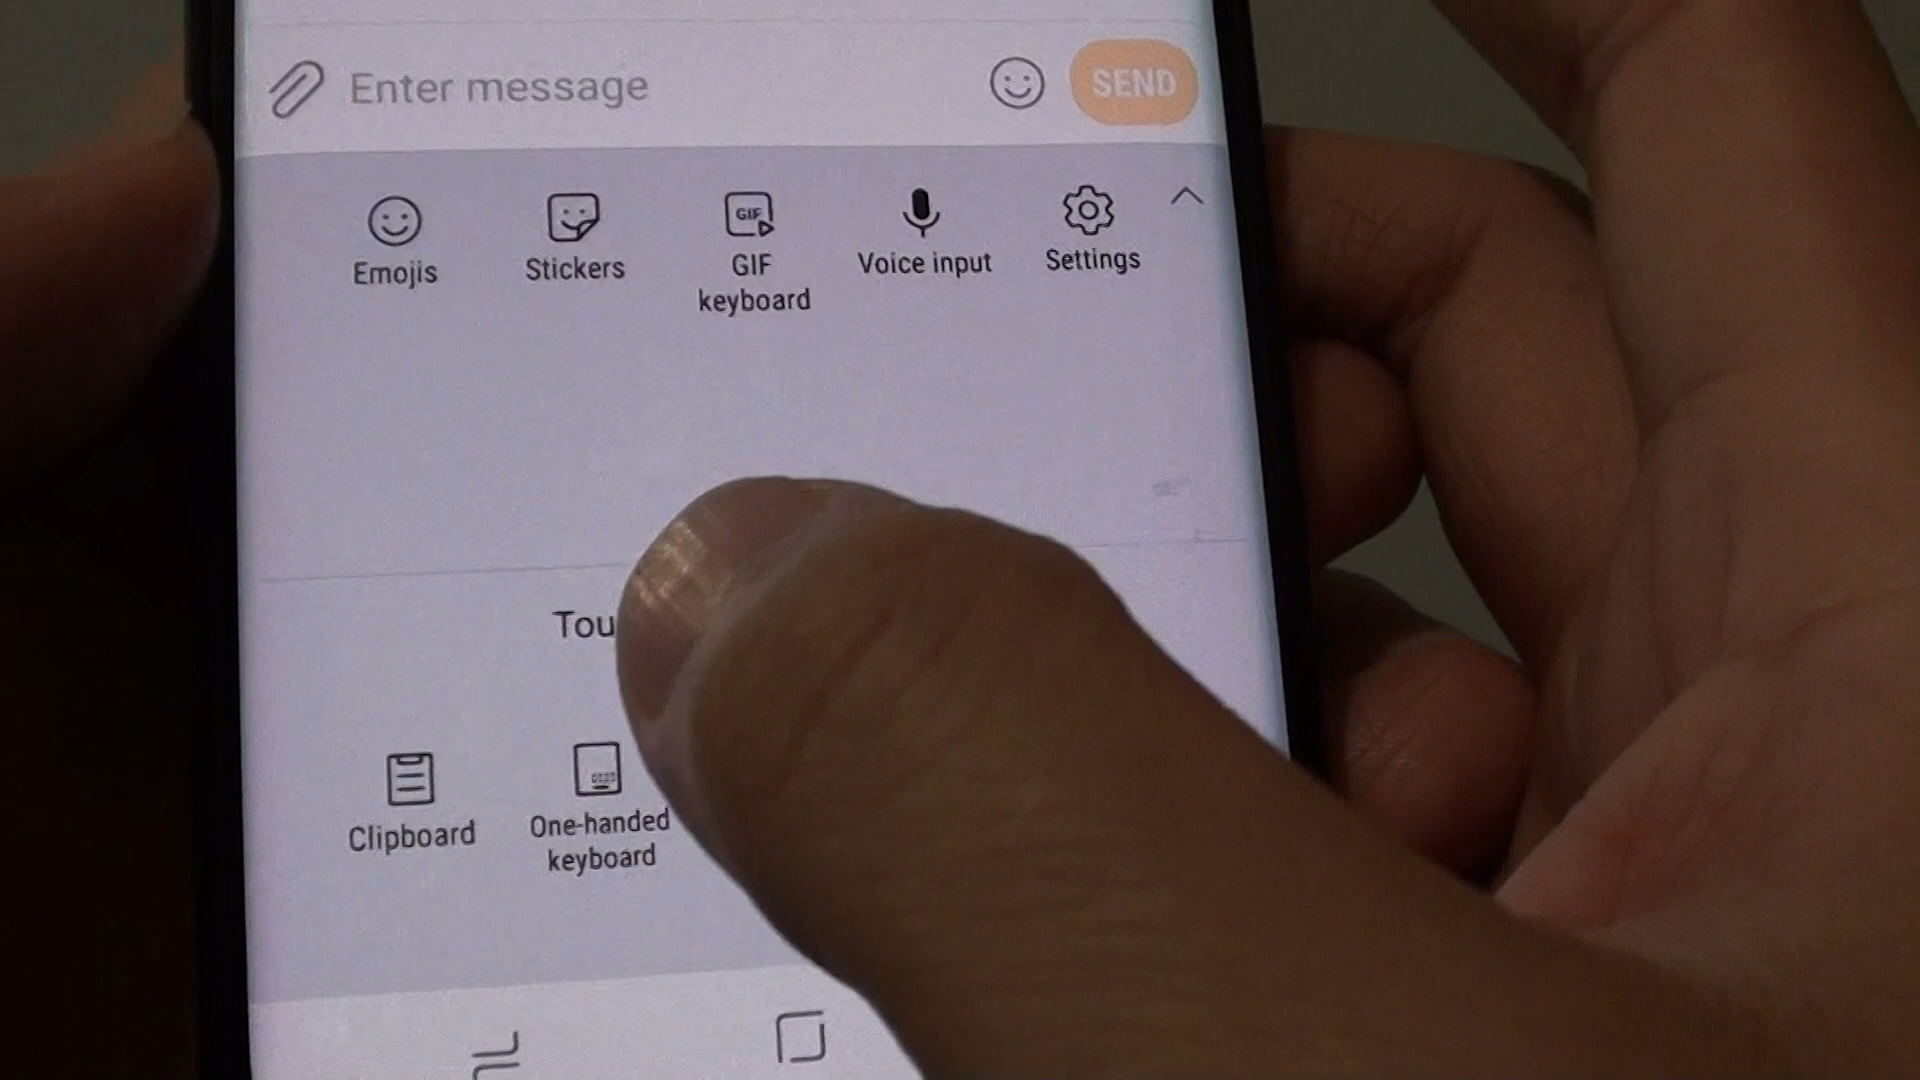 Enter message
SEND
Emojis
Stickers
GIF
GIF
keyboard
Voice input
Settings
Tou
Clipboard
One-handed
keyboard